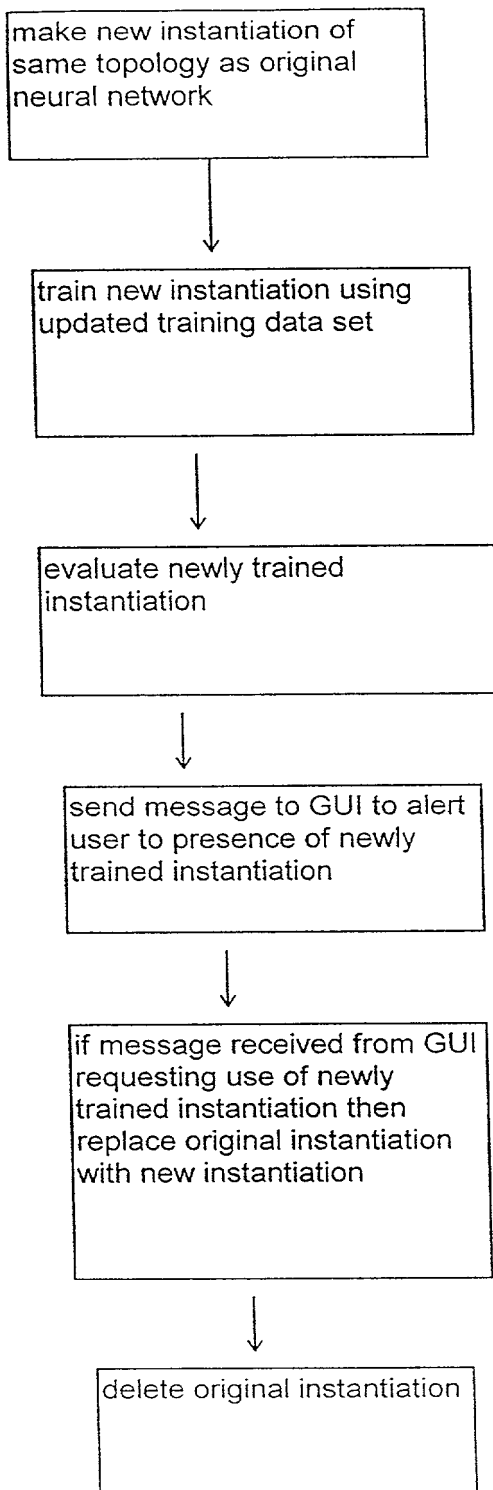 make new instantiation of
same topology as original
neural network
train new instantiation using
updated training data set
evaluate newly trained
instantiation
send message to GUI to alert
user to presence of newly
trained instantiation
if message received from GUI
requesting use of newly
trained instantiation then
replace original instantiation
with new instantiation
delete original instantiation